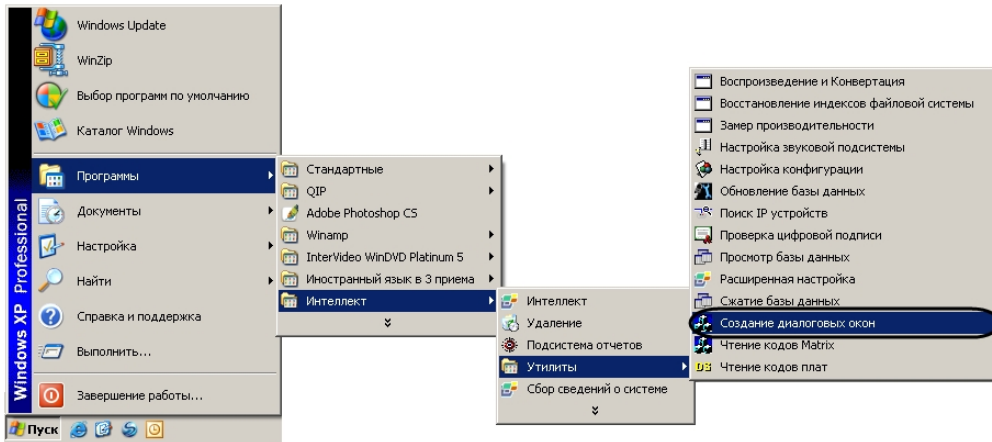 Windows Update
WinZip
Выбор программ по умолчанию
Каталог Windows
Программы
Документы
Настройка
Найти
Справка и поддержка
Выполнить...
Завершение работы...
Windows XP Professional
Пуск
Стандартные
QIP
Adobe Photoshop CS
Winamp
InterVideo WinDVD Platinum 5
Иностранный язык в 3 приема
Интеллект
Интеллект
Удаление
Подсистема отчетов
Утилиты
Сбор сведений о системе
Воспроизведение и Конвертация
Восстановление индексов файловой системы
Замер производительности
Настройка звуковой подсистемы
Настройка конфигурации
Обновление базы данных
Поиск IP устройств
Проверка цифровой подписи
Просмотр базы данных
Расширенная настройка
Сжатие базы данных
Создание диалоговых окон
Чтение кодов Matrix
DS Чтение кодов плат